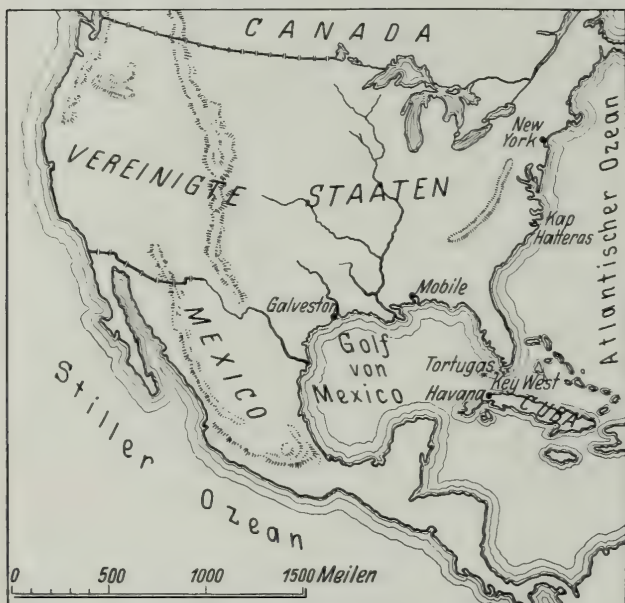 CANADA
VEREINIGTE STAATEN
New
York
Kap
Hatteras
Atlantischer Ozean
Mobile
Galveston
MEXICO
Golf
von
Mexico
Tortugas
Key West
Havana
CUBA
Stiller Ozean
0 500 1000 1500 Meilen